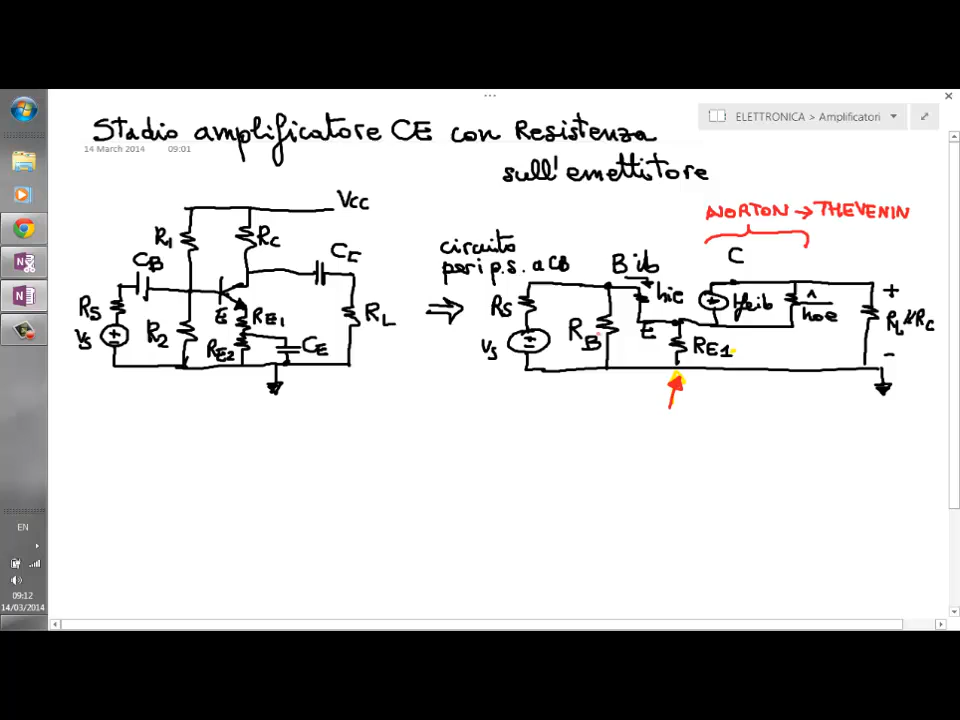 ELETTRONICA > Amplificatori
Stadio amplificatore CE con Resistenza
sull'emettitore
14 March 2014 09:01
VCC
R1
RC
CB
CE
RS
VS
R2
E
RE1
RE2
CE
RL
circuito
per i p.s. a CB
NORTON → THEVENIN
C
B ib
RS
hie
hfeib
1
hoe
+
RL//RC
-
RB
E
RE1
VS
EN
09:12
14/03/2014